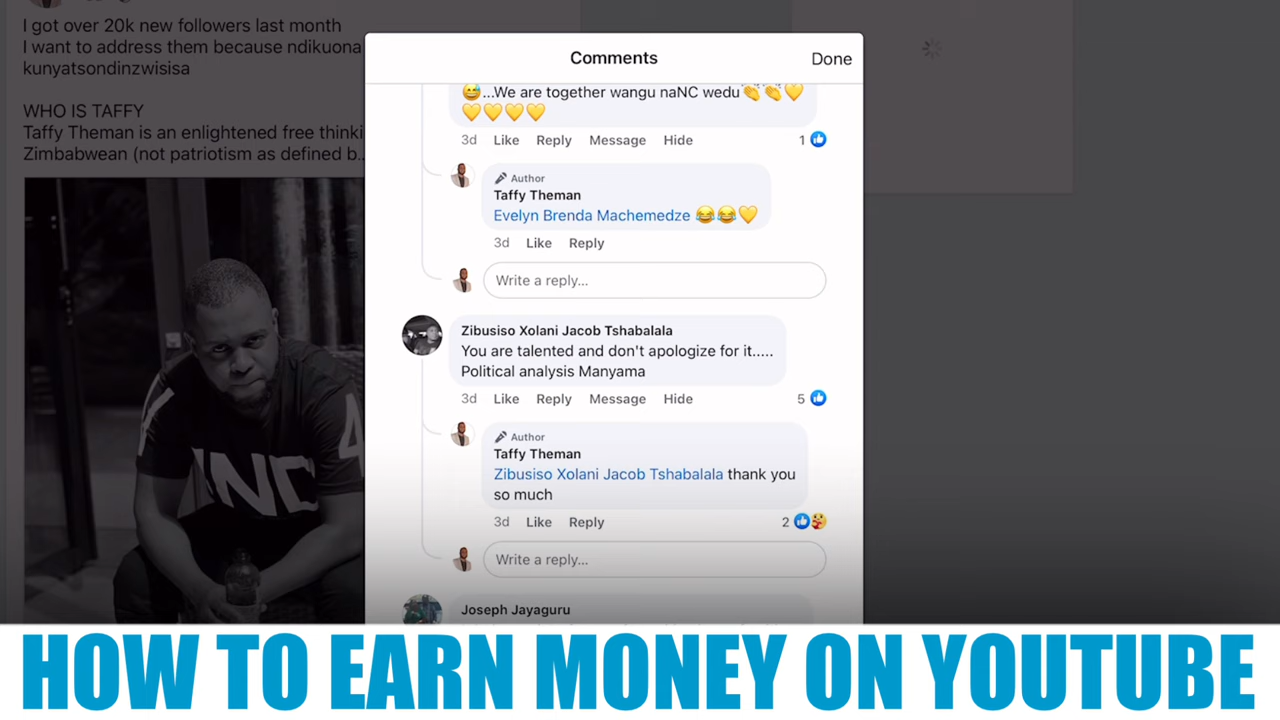 I got over 20k new followers last month
I want to address them because ndikuona
kunyatsondinzwisisa
WHO IS TAFFY
Taffy Theman is an enlightened free thinki
Zimbabwean (not patriotism as defined b..
Comments
Done
😅...We are together wangu naNC wedu👏👏💛
💛💛💛💛
3d Like Reply Message Hide 1
Author
Taffy Theman
Evelyn Brenda Machemedze 😂😂💛
3d Like Reply
Write a reply...
Zibusiso Xolani Jacob Tshabalala
You are talented and don't apologize for it.....
Political analysis Manyama
3d Like Reply Message Hide 5
Author
Taffy Theman
Zibusiso Xolani Jacob Tshabalala thank you
so much
3d Like Reply 2
Write a reply...
Joseph Jayaguru
HOW TO EARN MONEY ON YOUTUBE